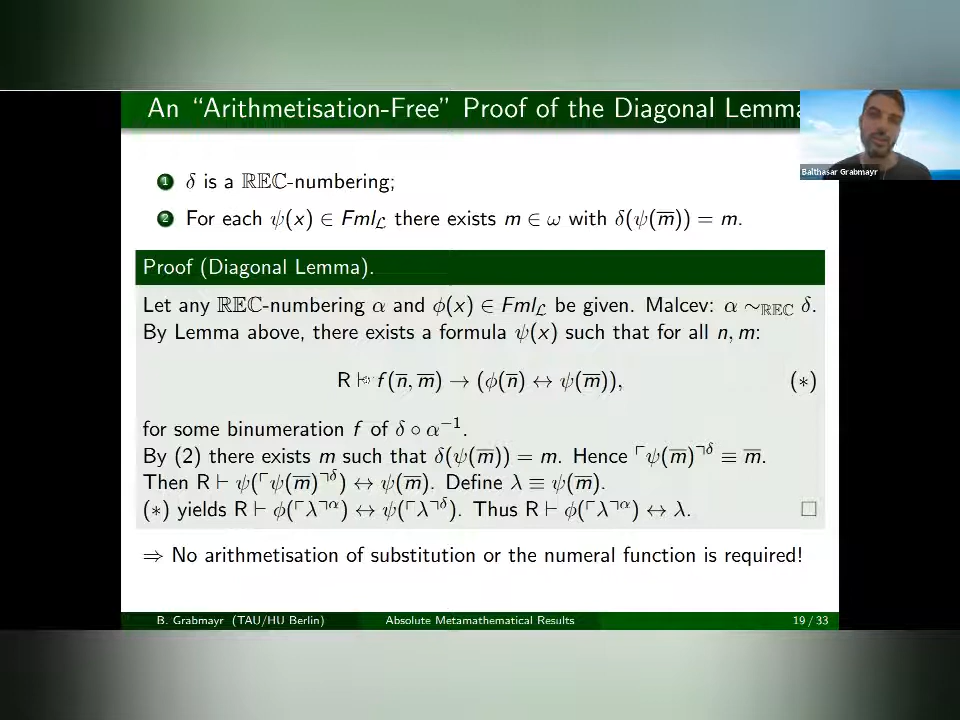 An “Arithmetisation-Free” Proof of the Diagonal Lemma
Balthasar Grabmayr
1 δ is a ℝ𝔼ℂ-numbering;
2 For each ψ(x) ∈ Fml_ℒ there exists m ∈ ω with δ(ψ(m̅)) = m.
Proof (Diagonal Lemma).
Let any ℝ𝔼ℂ-numbering α and ϕ(x) ∈ Fml_ℒ be given. Malcev: α ∼_ℝ𝔼ℂ δ.
By Lemma above, there exists a formula ψ(x) such that for all n, m:
R ⊢ f(n̅, m̅) → (ϕ(n̅) ↔ ψ(m̅)), (∗)
for some binumeration f of δ ∘ α⁻¹.
By (2) there exists m such that δ(ψ(m̅)) = m. Hence ⌜ψ(m̅)⌝^δ ≡ m̅.
Then R ⊢ ψ(⌜ψ(m̅)⌝^δ) ↔ ψ(m̅). Define λ ≡ ψ(m̅).
(∗) yields R ⊢ ϕ(⌜λ⌝^α) ↔ ψ(⌜λ⌝^δ). Thus R ⊢ ϕ(⌜λ⌝^α) ↔ λ. □
⇒ No arithmetisation of substitution or the numeral function is required!
B. Grabmayr (TAU/HU Berlin) Absolute Metamathematical Results 19 / 33